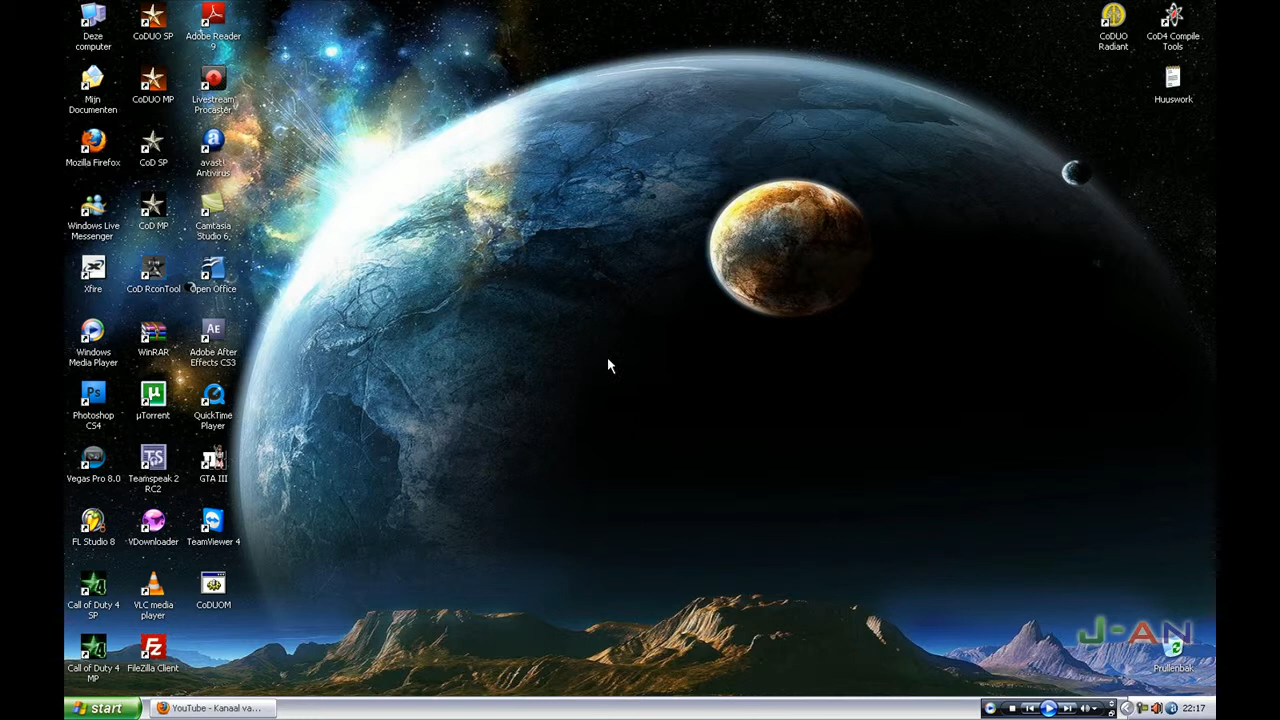 Deze
computer
CoDUO SP
Adobe Reader
9
CoDUO
Radiant
CoD4 Compile
Tools
Mijn
Documenten
CoDUO MP
Livestream
Procaster
Huuswork
Mozilla Firefox
CoD SP
avast!
Antivirus
Windows Live
Messenger
CoD MP
Camtasia
Studio 6
Xfire
CoD RconTool
Open Office
Windows
Media Player
WinRAR
Adobe After
Effects CS3
Photoshop
CS4
µTorrent
QuickTime
Player
Vegas Pro 8.0
Teamspeak 2
RC2
GTA III
FL Studio 8
VDownloader
TeamViewer 4
Call of Duty 4
SP
VLC media
player
CoDUOM
Call of Duty 4
MP
FileZilla Client
J-AN
Prullenbak
start
YouTube - Kanaal va...
22:17